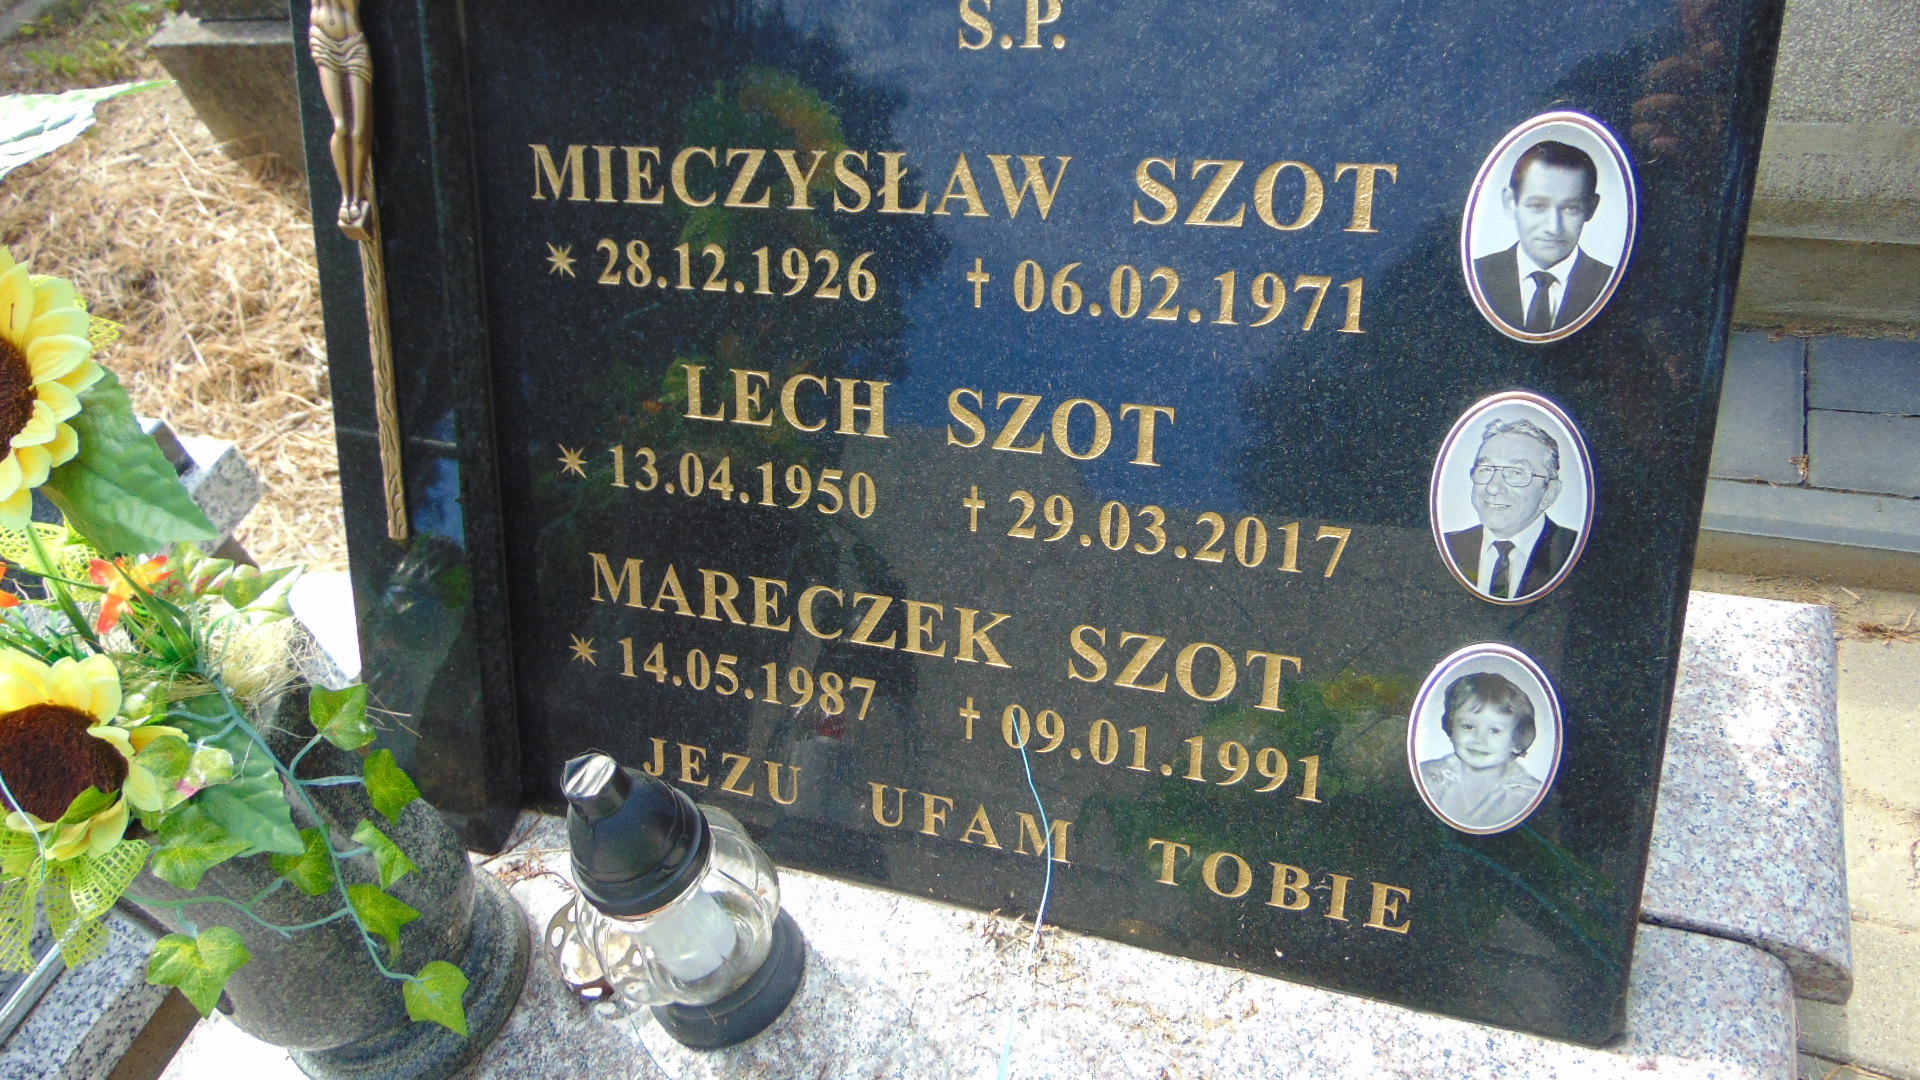 S.P.
MIECZYSŁAW SZOT
* 28.12.1926 † 06.02.1971
LECH SZOT
* 13.04.1950 † 29.03.2017
MARECZEK SZOT
* 14.05.1987 † 09.01.1991
JEZU UFAM TOBIE